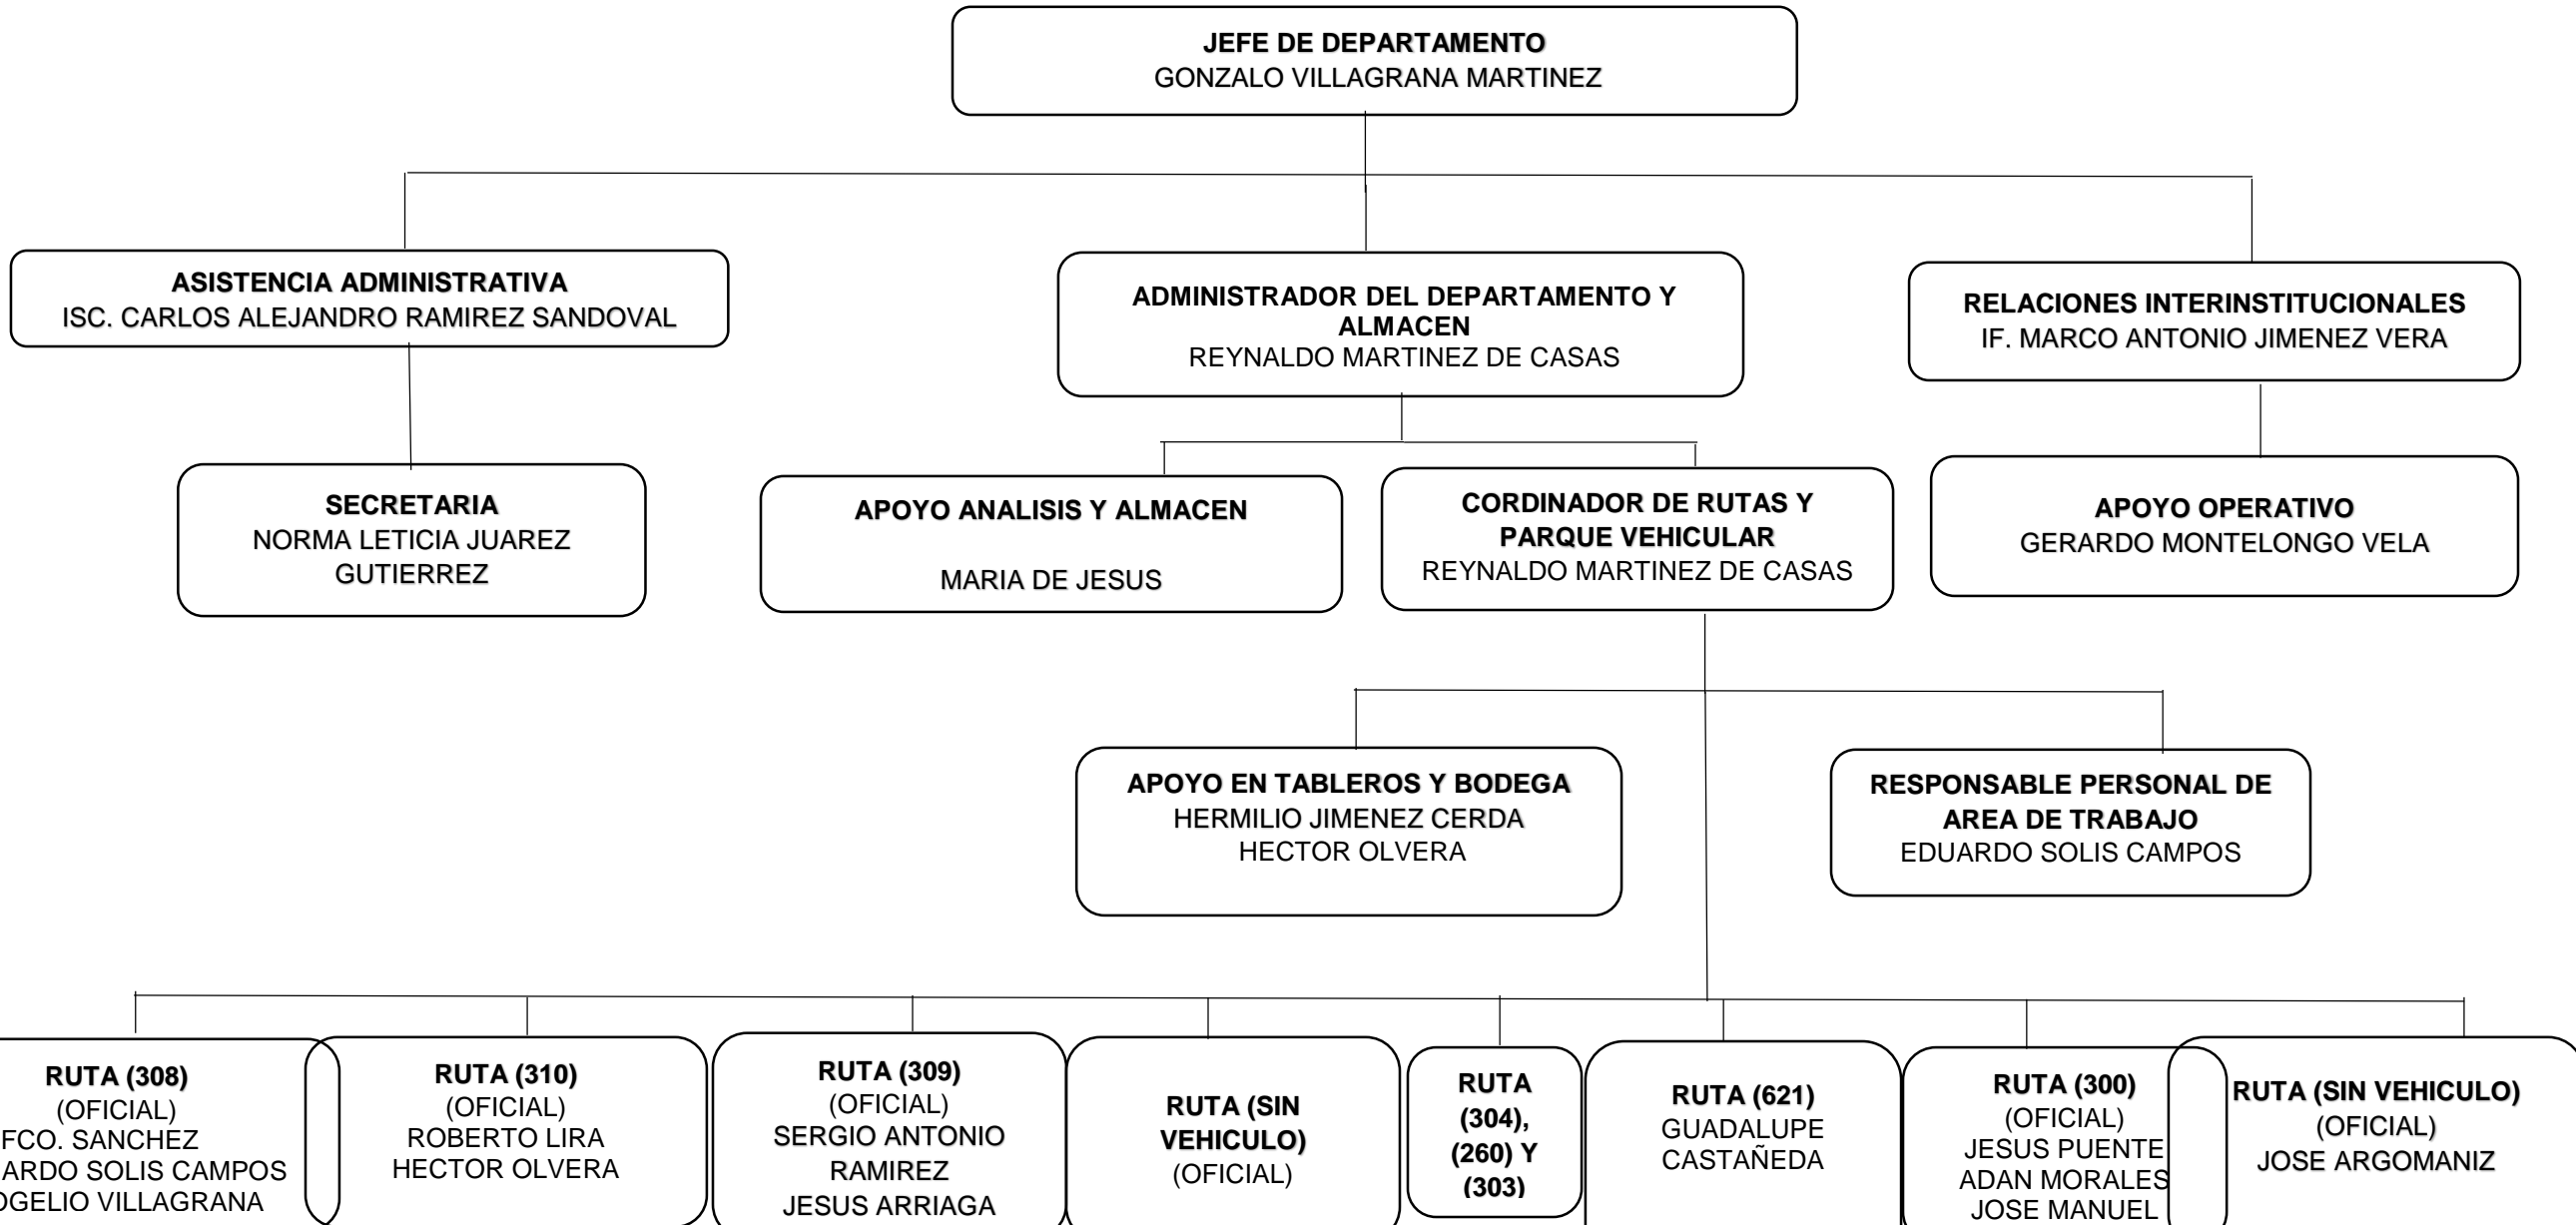 JEFE DE DEPARTAMENTO
GONZALO VILLAGRANA MARTINEZ
ASISTENCIA ADMINISTRATIVA
ISC. CARLOS ALEJANDRO RAMIREZ SANDOVAL
ADMINISTRADOR DEL DEPARTAMENTO Y
ALMACEN
REYNALDO MARTINEZ DE CASAS
RELACIONES INTERINSTITUCIONALES
IF. MARCO ANTONIO JIMENEZ VERA
SECRETARIA
NORMA LETICIA JUAREZ
GUTIERREZ
APOYO ANALISIS Y ALMACEN
MARIA DE JESUS
CORDINADOR DE RUTAS Y
PARQUE VEHICULAR
REYNALDO MARTINEZ DE CASAS
APOYO OPERATIVO
GERARDO MONTELONGO VELA
APOYO EN TABLEROS Y BODEGA
HERMILIO JIMENEZ CERDA
HECTOR OLVERA
RESPONSABLE PERSONAL DE
AREA DE TRABAJO
EDUARDO SOLIS CAMPOS
RUTA (308)
(OFICIAL)
FCO. SANCHEZ
SOLIS CAMPOS
VILLAGRANA
RUTA (310)
(OFICIAL)
ROBERTO LIRA
HECTOR OLVERA
RUTA (309)
(OFICIAL)
SERGIO ANTONIO
RAMIREZ
JESUS ARRIAGA
RUTA (SIN
VEHICULO)
(OFICIAL)
RUTA
(304),
(260) Y
(303)
RUTA (621)
GUADALUPE
CASTAÑEDA
RUTA (300)
(OFICIAL)
JESUS PUENTE
ADAN MORALES
JOSE MANUEL
RUTA (SIN VEHICULO)
(OFICIAL)
JOSE ARGOMANIZ